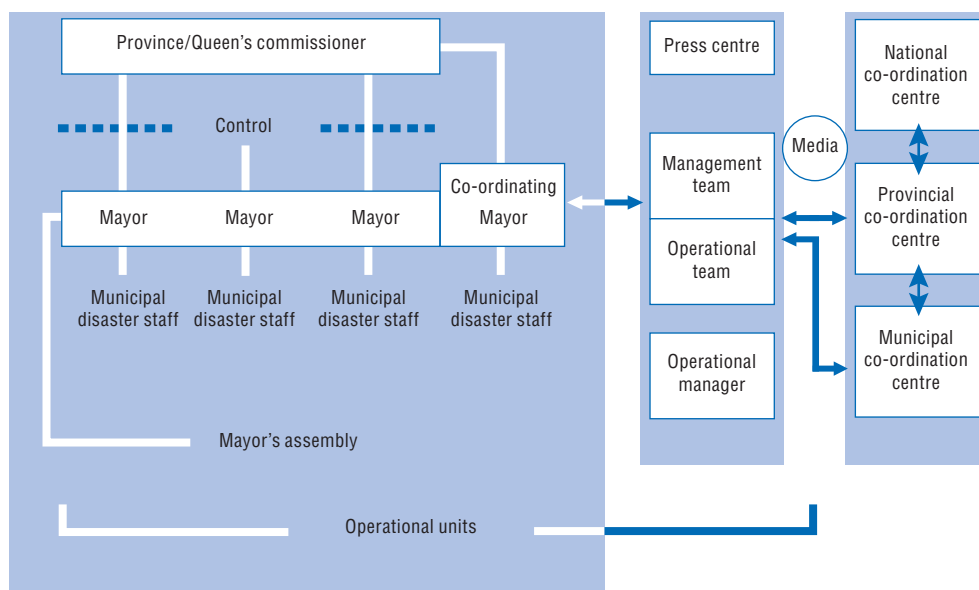 Province/Queen's commissioner
Control
Mayor
Mayor
Mayor
Co-ordinating
Mayor
Municipal
disaster staff
Municipal
disaster staff
Municipal
disaster staff
Municipal
disaster staff
Mayor's assembly
Operational units
Press centre
Management
team
Operational
team
Operational
manager
Media
National
co-ordination
centre
Provincial
co-ordination
centre
Municipal
co-ordination
centre